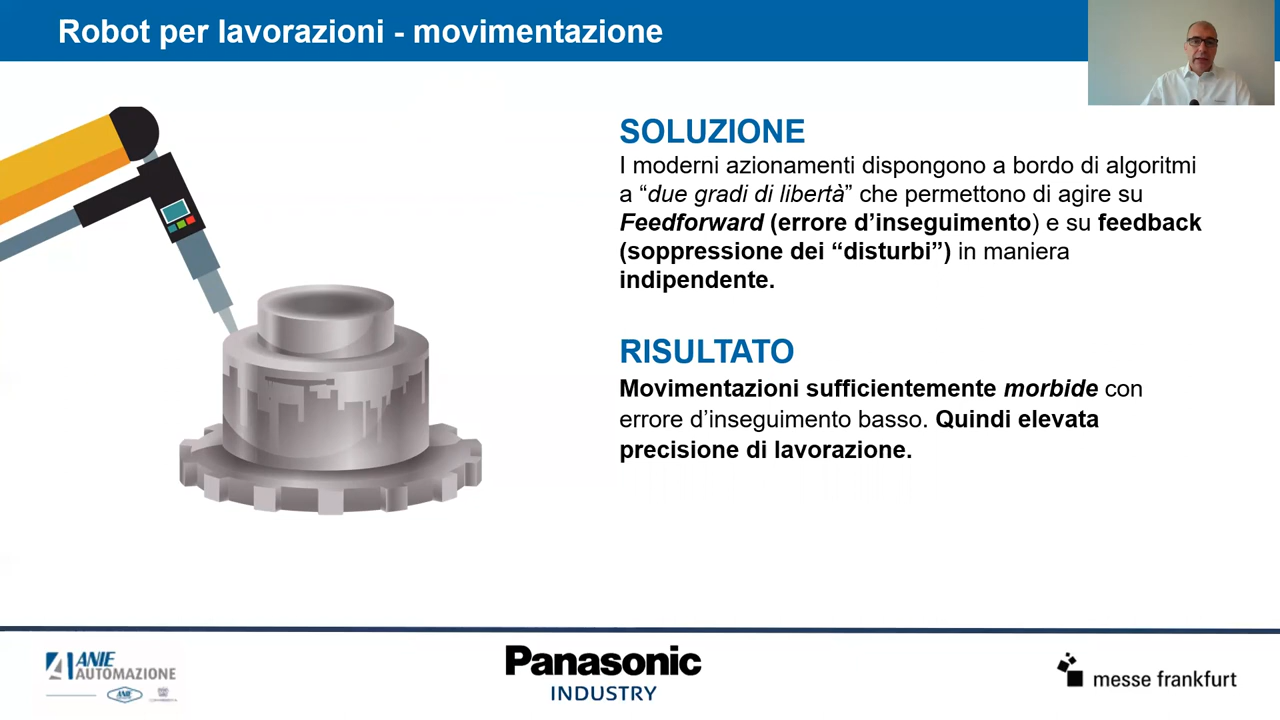 Robot per lavorazioni - movimentazione
SOLUZIONE
I moderni azionamenti dispongono a bordo di algoritmi
a “due gradi di libertà” che permettono di agire su
Feedforward (errore d’inseguimento) e su feedback
(soppressione dei “disturbi”) in maniera
indipendente.
RISULTATO
Movimentazioni sufficientemente morbide con
errore d’inseguimento basso. Quindi elevata
precisione di lavorazione.
ANIE
AUTOMAZIONE
ANIE
Panasonic
INDUSTRY
messe frankfurt